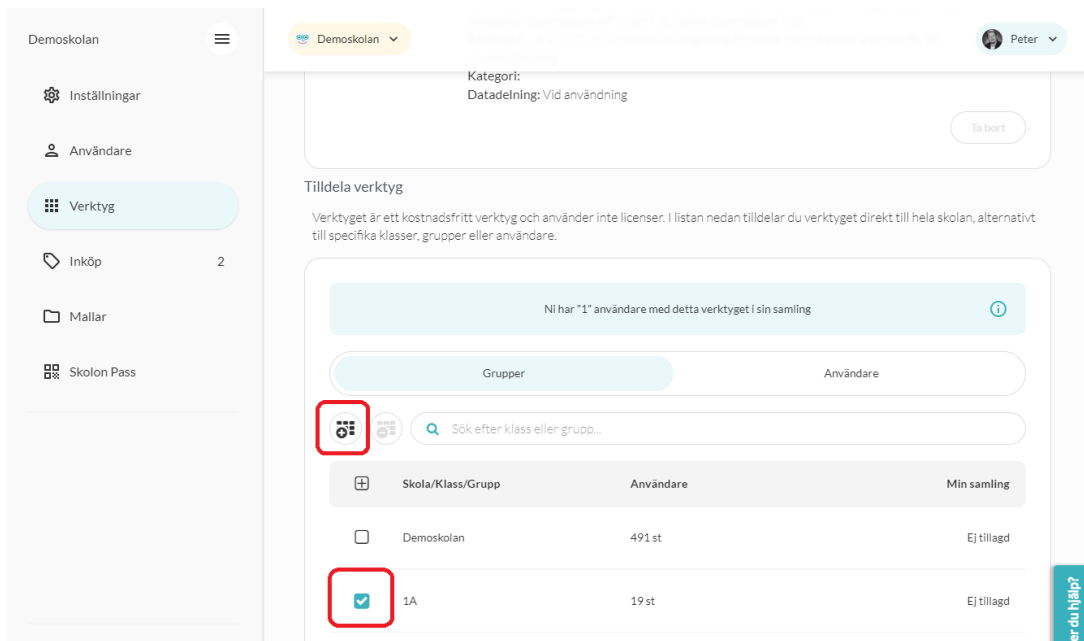 Demoskolan
Demoskolan
Peter
Inställningar
Användare
Verktyg
Inköp 2
Mallar
Skolon Pass
Kategori:
Datadelning: Vid användning
Ta bort
Tilldela verktyg
Verktyget är ett kostnadsfritt verktyg och använder inte licenser. I listan nedan tilldelar du verktyget direkt till hela skolan, alternativt
till specifika klasser, grupper eller användare.
Ni har "1" användare med detta verktyget i sin samling
Grupper Användare
Sök efter klass eller grupp...
Skola/Klass/Grupp Användare Min samling
Demoskolan 491 st Ej tillagd
1A 19 st Ej tillagd
er du hjälp?